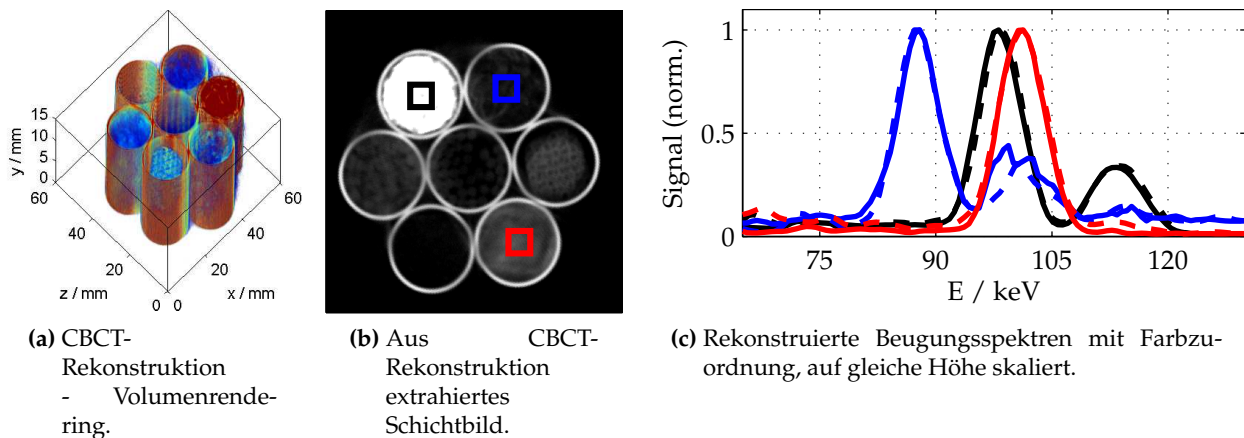 15
10
5
0
y / mm
60
40
20
0
z / mm
0
20
40
60
x / mm
1
0.5
0
Signal (norm.)
75 90 105 120
E / keV
(a) CBCT-
Rekonstruktion
- Volumenrende-
ring.
(b) Aus CBCT-
Rekonstruktion
extrahiertes
Schichtbild.
(c) Rekonstruierte Beugungsspektren mit Farbzu-
ordnung, auf gleiche Höhe skaliert.